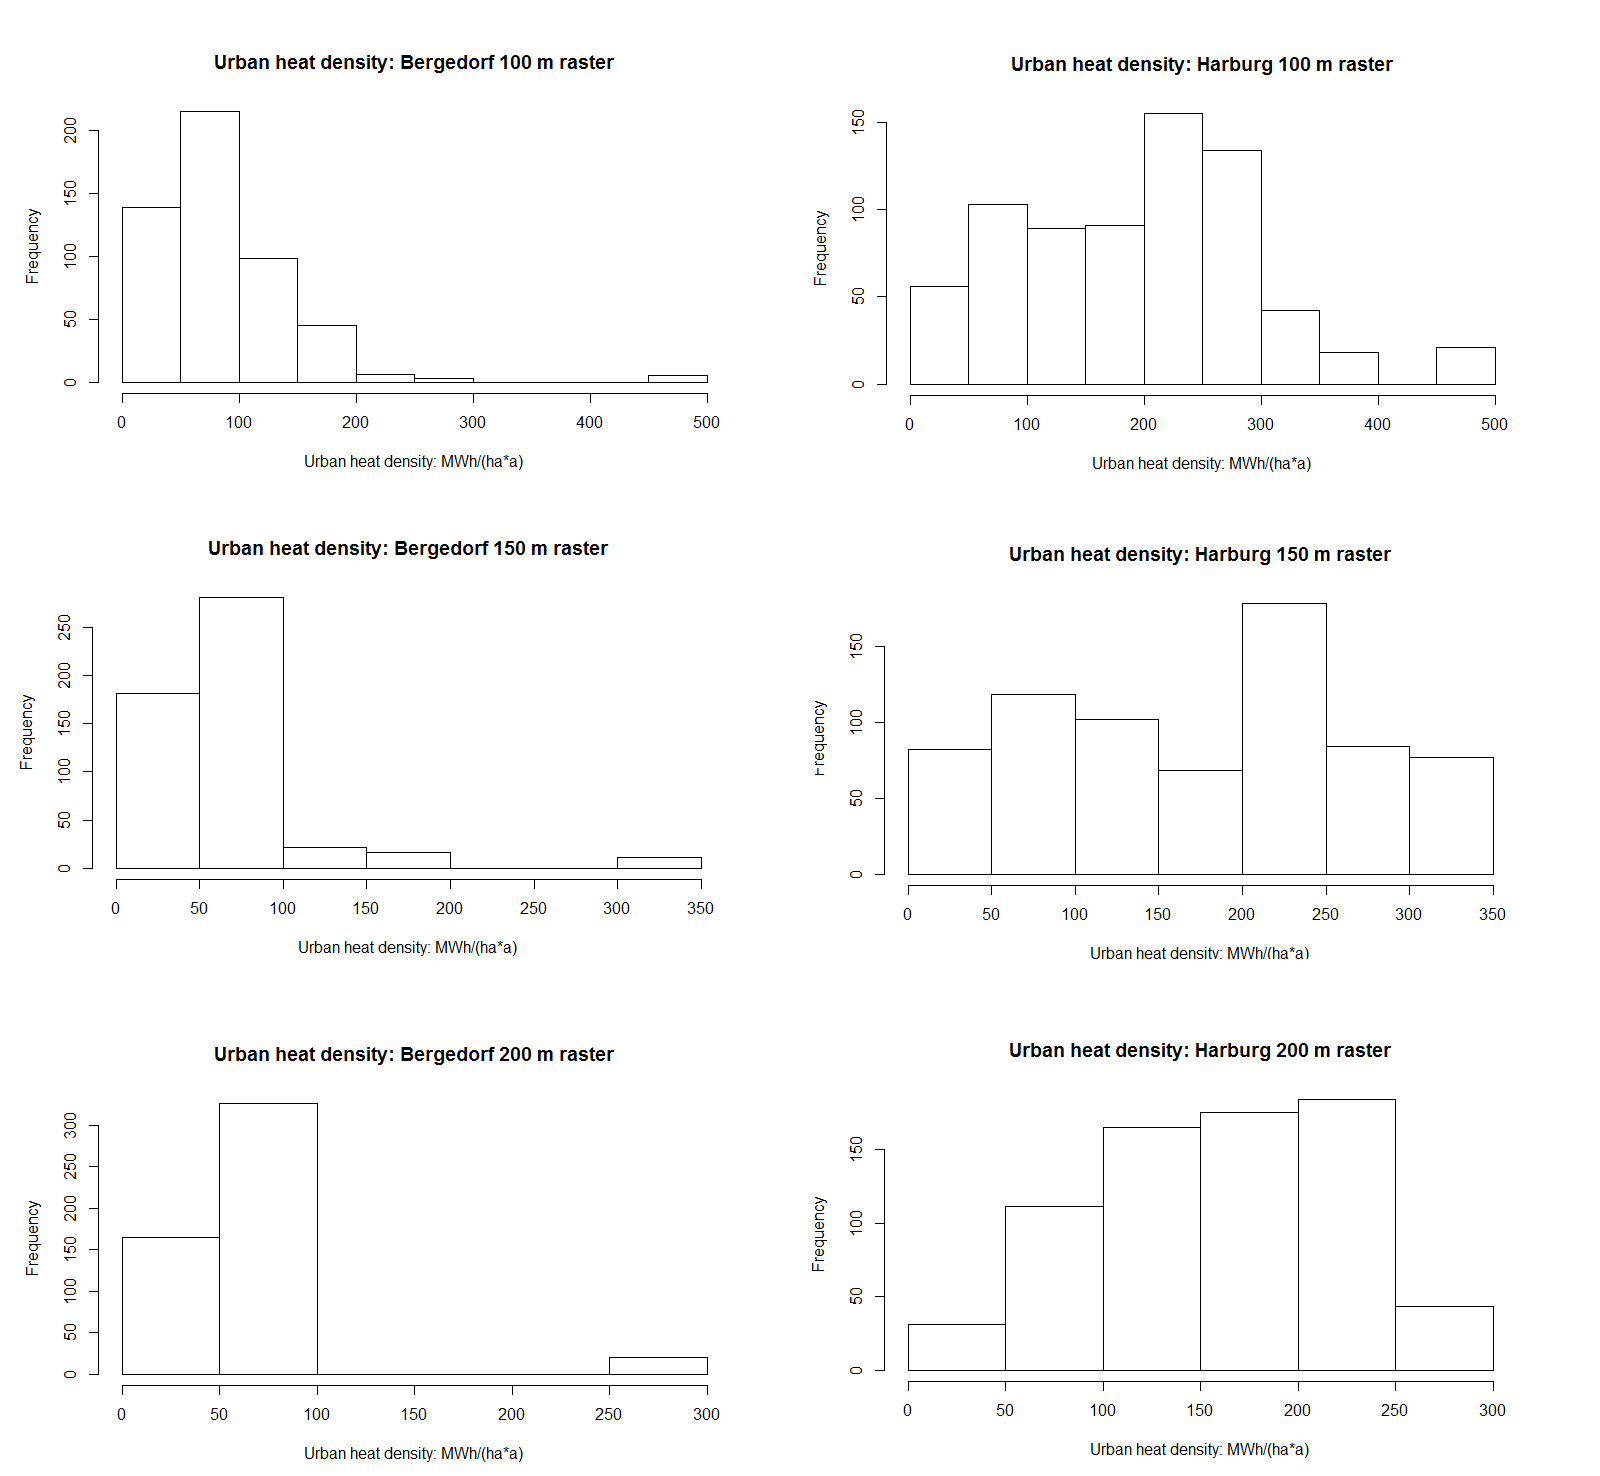 Urban heat density: Bergedorf 100 m raster
Frequency
0 50 100 150 200
0 100 200 300 400 500
Urban heat density: MWh/(ha*a)
Urban heat density: Harburg 100 m raster
Frequency
0 50 100 150
0 100 200 300 400 500
Urban heat density: MWh/(ha*a)
Urban heat density: Bergedorf 150 m raster
Frequency
0 50 100 150 200 250
0 50 100 150 200 250 300 350
Urban heat density: MWh/(ha*a)
Urban heat density: Harburg 150 m raster
Frequency
0 50 100 150
0 50 100 150 200 250 300 350
Urban heat density: MWh/(ha*a)
Urban heat density: Bergedorf 200 m raster
Frequency
0 50 100 150 200 250 300
0 50 100 150 200 250 300
Urban heat density: MWh/(ha*a)
Urban heat density: Harburg 200 m raster
Frequency
0 50 100 150
0 50 100 150 200 250 300
Urban heat density: MWh/(ha*a)